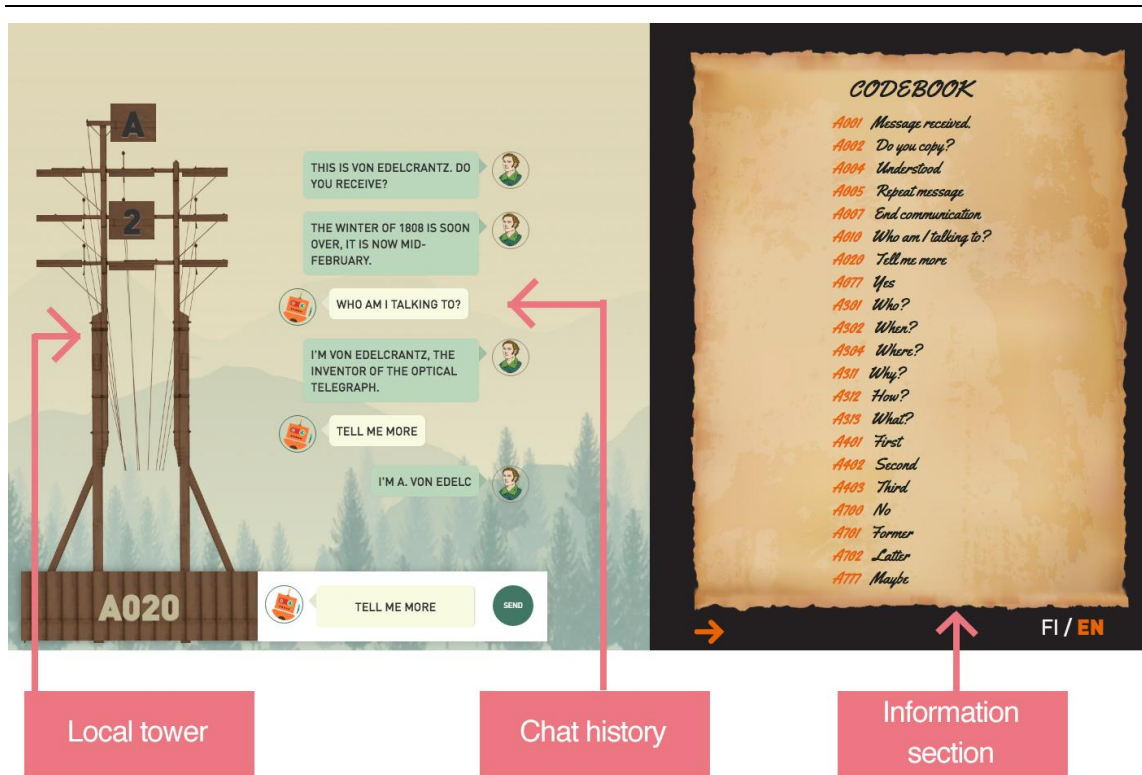 A
2
THIS IS VON EDELCRANTZ. DO
YOU RECEIVE?
THE WINTER OF 1808 IS SOON
OVER, IT IS NOW MID-
FEBRUARY.
WHO AM I TALKING TO?
I'M VON EDELCRANTZ, THE
INVENTOR OF THE OPTICAL
TELEGRAPH.
TELL ME MORE
I'M A. VON EDELC
A020
TELL ME MORE
SEND
CODEBOOK
A001 Message received.
A002 Do you copy?
A004 Understood
A005 Repeat message
A007 End communication
A010 Who am I talking to?
A020 Tell me more
A077 Yes
A301 Who?
A302 When?
A304 Where?
A311 Why?
A312 How?
A313 What?
A401 First
A402 Second
A403 Third
A700 No
A701 Former
A702 Latter
A777 Maybe
FI / EN
Local tower
Chat history
Information
section